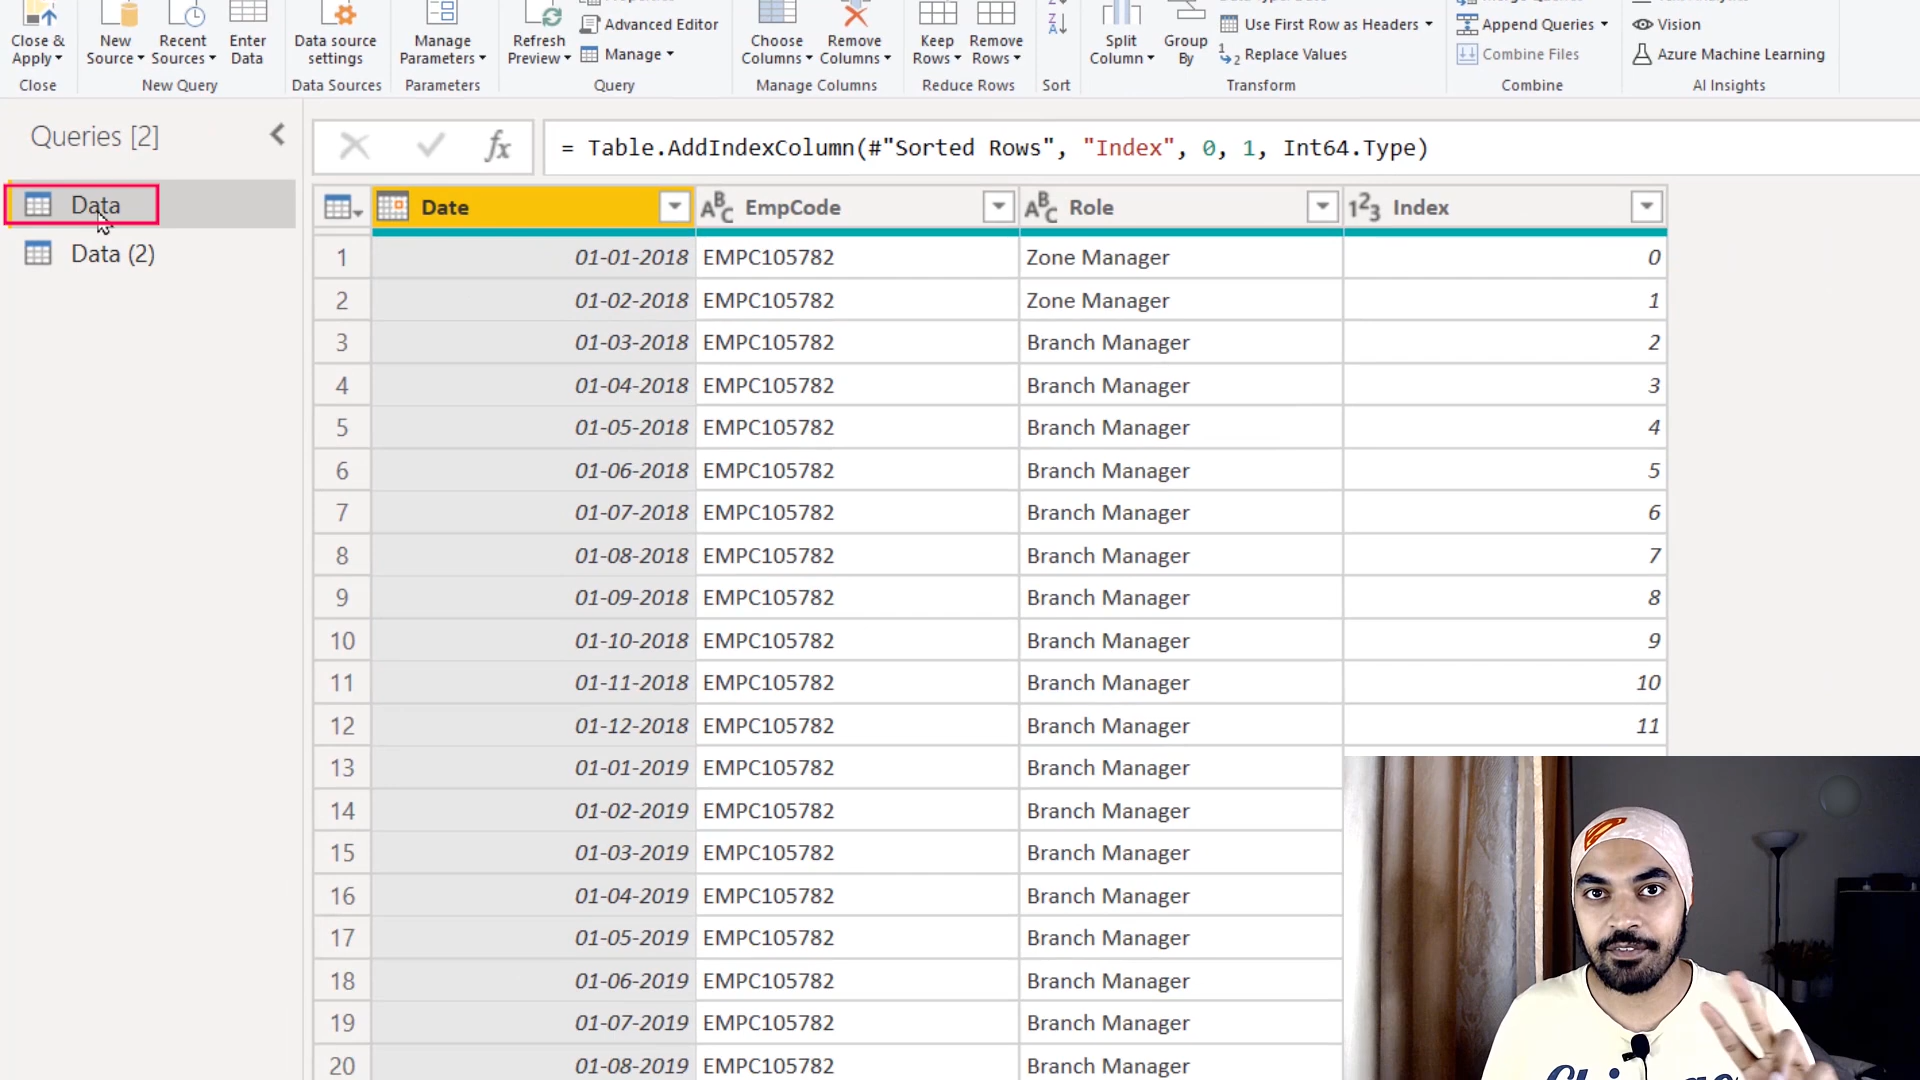 Close & Apply
New Source
Recent Sources
Enter Data
Data source settings
Manage Parameters
Refresh Preview
Advanced Editor
Manage
Choose Columns
Remove Columns
Keep Rows
Remove Rows
Split Column
Group By
Use First Row as Headers
1 2 Replace Values
Append Queries
Combine Files
Vision
Azure Machine Learning
Close
New Query
Data Sources
Parameters
Query
Manage Columns
Reduce Rows
Sort
Transform
Combine
AI Insights
Queries [2]
fx
= Table.AddIndexColumn(#"Sorted Rows", "Index", 0, 1, Int64.Type)
Data
Data (2)
Date ABC EmpCode ABC Role 123 Index
1 01-01-2018 EMPC105782 Zone Manager 0
2 01-02-2018 EMPC105782 Zone Manager 1
3 01-03-2018 EMPC105782 Branch Manager 2
4 01-04-2018 EMPC105782 Branch Manager 3
5 01-05-2018 EMPC105782 Branch Manager 4
6 01-06-2018 EMPC105782 Branch Manager 5
7 01-07-2018 EMPC105782 Branch Manager 6
8 01-08-2018 EMPC105782 Branch Manager 7
9 01-09-2018 EMPC105782 Branch Manager 8
10 01-10-2018 EMPC105782 Branch Manager 9
11 01-11-2018 EMPC105782 Branch Manager 10
12 01-12-2018 EMPC105782 Branch Manager 11
13 01-01-2019 EMPC105782 Branch Manager
14 01-02-2019 EMPC105782 Branch Manager
15 01-03-2019 EMPC105782 Branch Manager
16 01-04-2019 EMPC105782 Branch Manager
17 01-05-2019 EMPC105782 Branch Manager
18 01-06-2019 EMPC105782 Branch Manager
19 01-07-2019 EMPC105782 Branch Manager
20 01-08-2019 EMPC105782 Branch Manager